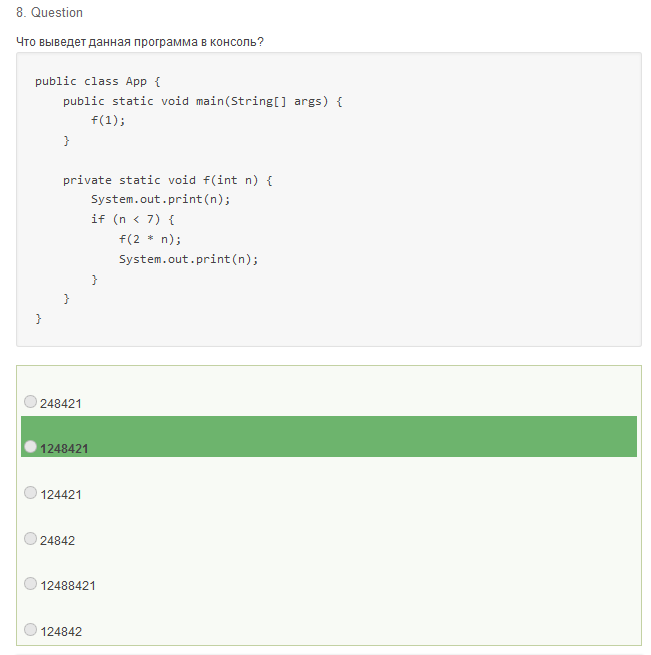 8. Question
Что выведет данная программа в консоль?
public class App {
    public static void main(String[] args) {
        f(1);
    }

    private static void f(int n) {
        System.out.print(n);
        if (n < 7) {
            f(2 * n);
            System.out.print(n);
        }
    }
}
248421
1248421
124421
24842
12488421
124842